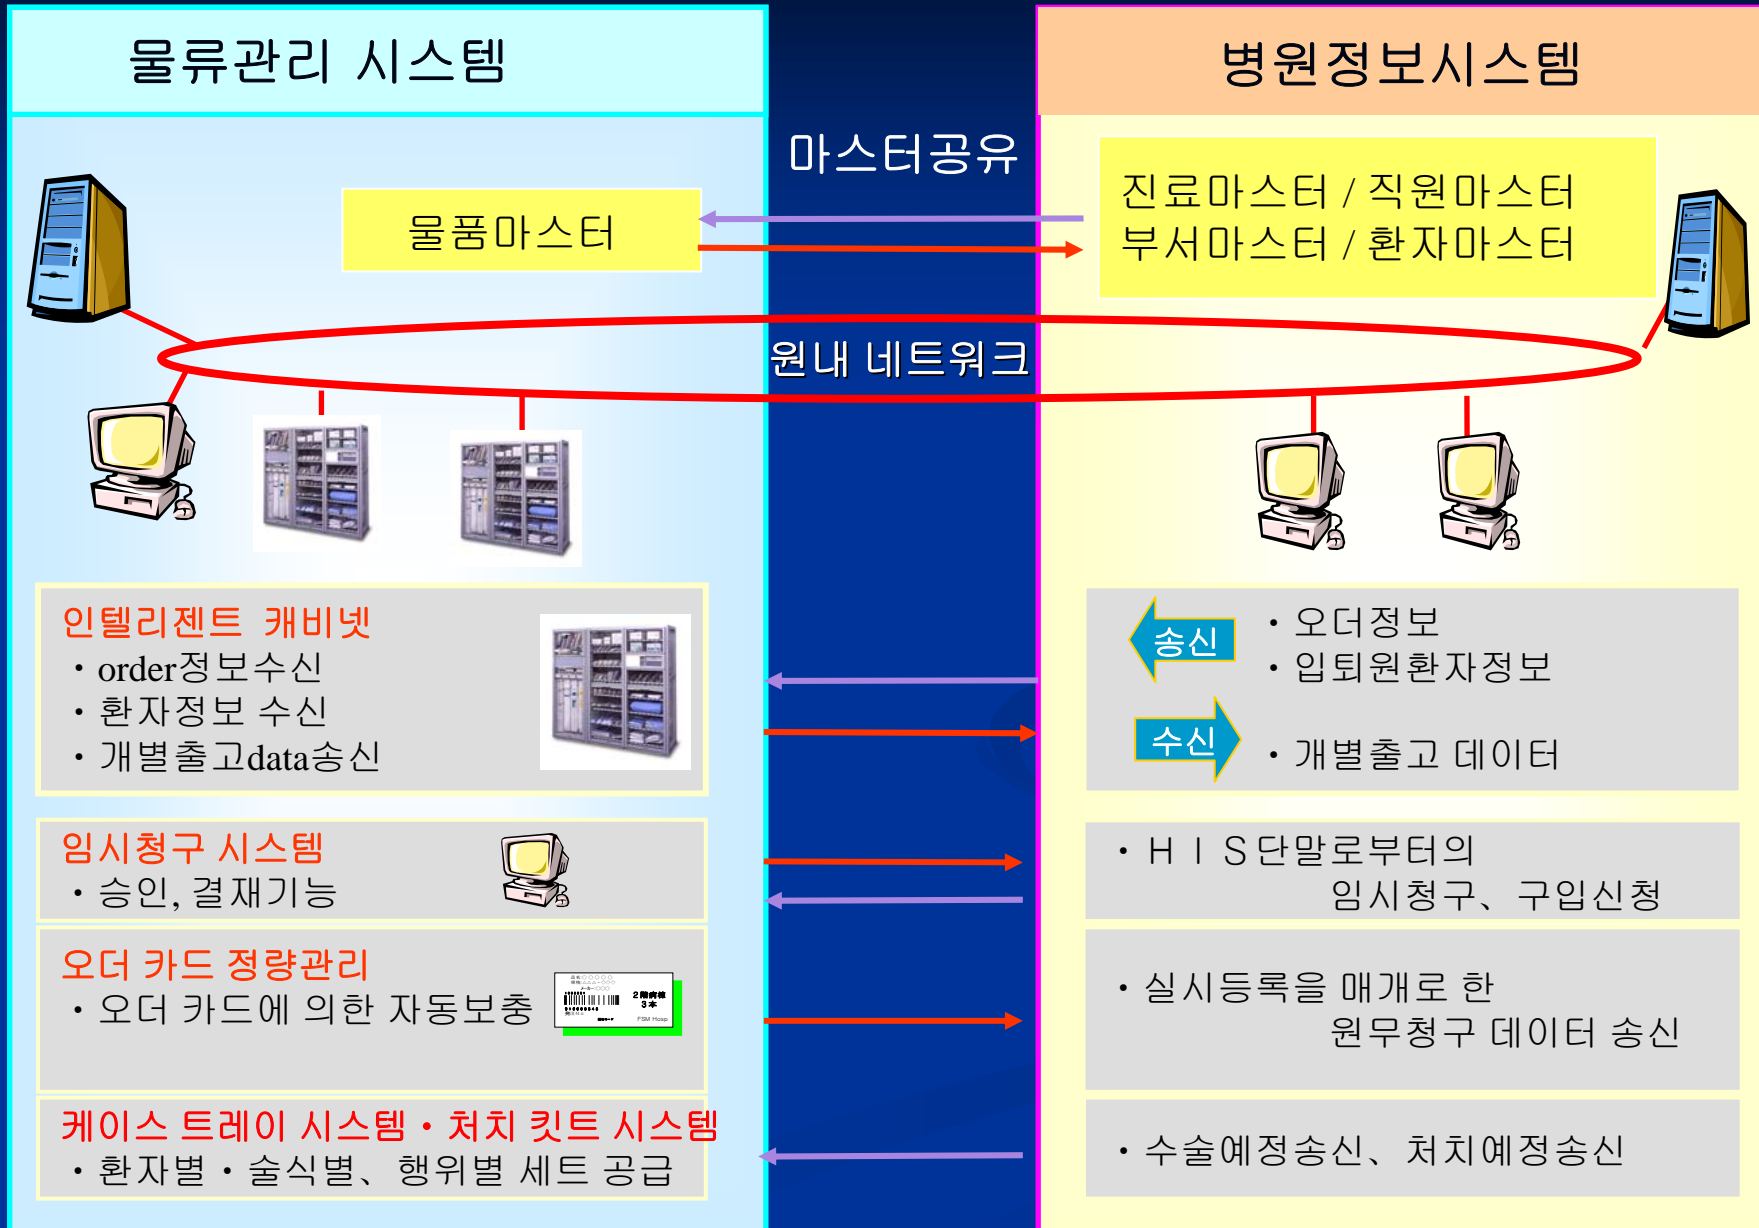 물류관리 시스템
병원정보시스템
마스터공유
물품마스터
진료마스터 / 직원마스터
부서마스터 / 환자마스터
원내 네트워크
인텔리젠트 캐비넷
・order정보수신
・환자정보 수신
・개별출고data송신
송신
・오더정보
・입퇴원환자정보
수신
・개별출고 데이터
임시청구 시스템
・승인, 결재기능
・ＨＩＳ단말로부터의
임시청구、구입신청
오더 카드 정량관리
・오더 카드에 의한 자동보충
2階病棟
3本
FSM Hosp
・실시등록을 매개로 한
원무청구 데이터 송신
케이스 트레이 시스템・처치 킷트 시스템
・환자별・술식별、행위별 세트 공급
・수술예정송신、처치예정송신